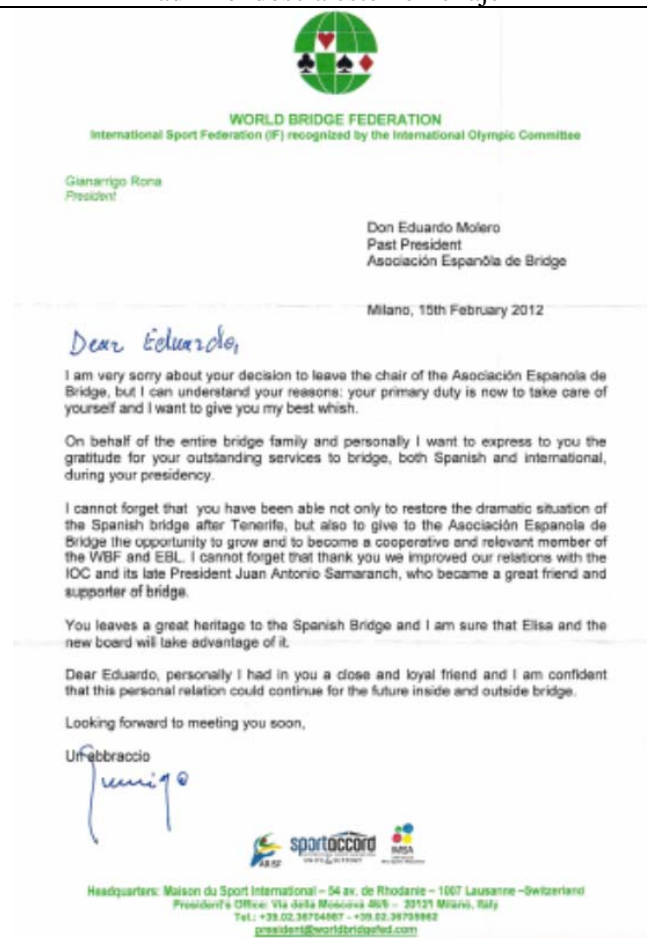 WORLD BRIDGE FEDERATION
International Sport Federation (IF) recognized by the International Olympic Committee
Gianarrigo Rona
President
Don Eduardo Molero
Past President
Asociación Espanõla de Bridge
Milano, 15th February 2012
Dear Eduardo,
I am very sorry about your decision to leave the chair of the Asociación Espanola de
Bridge, but I can understand your reasons: your primary duty is now to take care of
yourself and I want to give you my best whish.
On behalf of the entire bridge family and personally I want to express to you the
gratitude for your outstanding services to bridge, both Spanish and international,
during your presidency.
I cannot forget that you have been able not only to restore the dramatic situation of
the Spanish bridge after Tenerife, but also to give to the Asociación Espanola de
Bridge the opportunity to grow and to become a cooperative and relevant member of
the WBF and EBL. I cannot forget that thank you we improved our relations with the
IOC and its late President Juan Antonio Samaranch, who became a great friend and
supporter of bridge.
You leaves a great heritage to the Spanish Bridge and I am sure that Elisa and the
new board will take advantage of it.
Dear Eduardo, personally I had in you a close and loyal friend and I am confident
that this personal relation could continue for the future inside and outside bridge.
Looking forward to meeting you soon,
Un abbraccio
sportaccord
IMSA
Headquarters: Maison du Sport International – 54 av. de Rhodanie – 1007 Lausanne –Switzerland
President's Office: Via della Moscova 46/5 – 20121 Milano, Italy
president@worldbridgefed.com